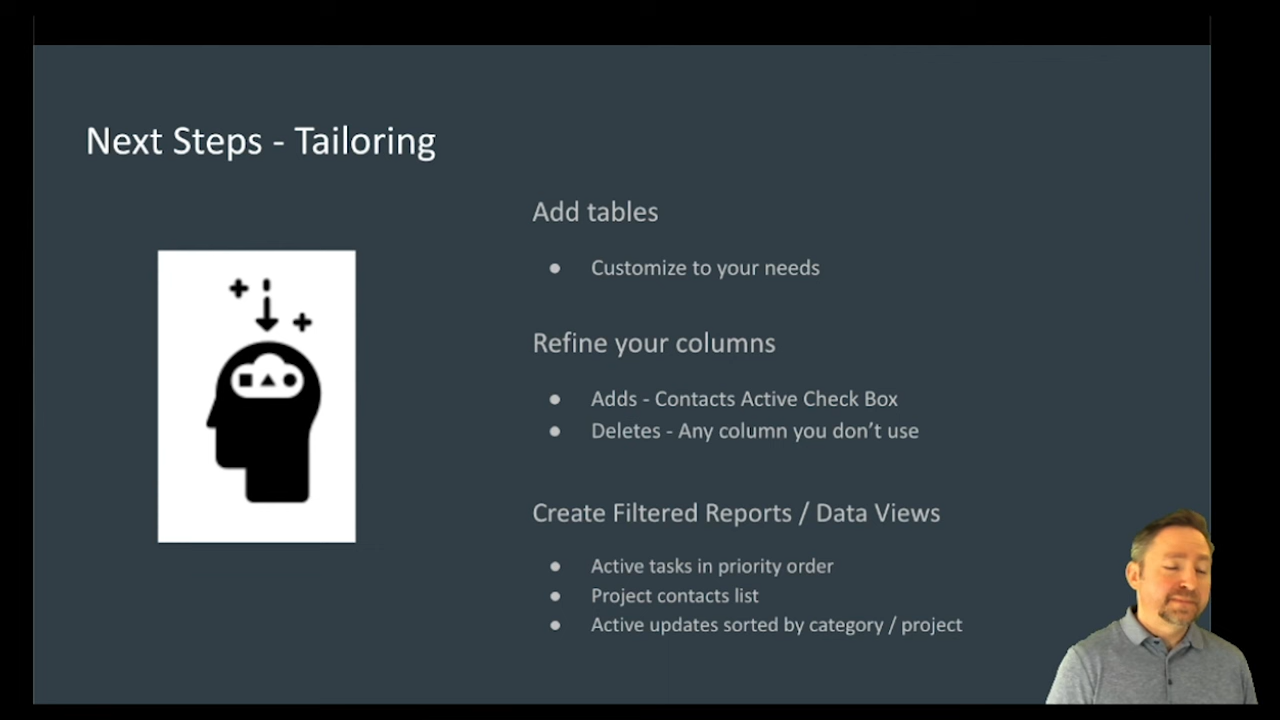 Next Steps - Tailoring
Add tables
● Customize to your needs
Refine your columns
● Adds - Contacts Active Check Box
● Deletes - Any column you don’t use
Create Filtered Reports / Data Views
● Active tasks in priority order
● Project contacts list
● Active updates sorted by category / project